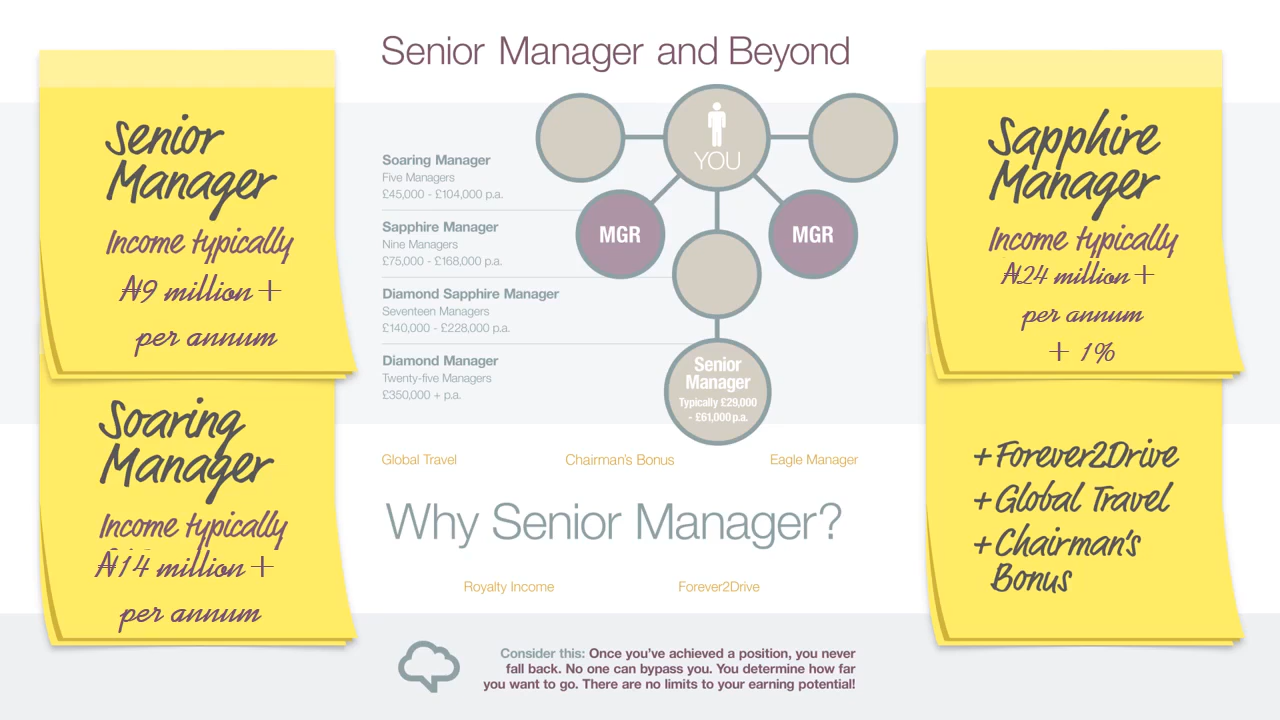 Senior
Manager
Income typically
₦9 million +
per annum
Soaring
Manager
Income typically
₦14 million +
per annum
Senior Manager and Beyond
Soaring Manager
Five Managers
£45,000 - £104,000 p.a.
Sapphire Manager
Nine Managers
£75,000 - £168,000 p.a.
Diamond Sapphire Manager
Seventeen Managers
£140,000 - £228,000 p.a.
Diamond Manager
Twenty-five Managers
£350,000 + p.a.
YOU
MGR
MGR
Senior
Manager
Typically £29,000
- £61,000 p.a.
Global Travel
Chairman's Bonus
Eagle Manager
Why Senior Manager?
Royalty Income
Forever2Drive
Consider this: Once you've achieved a position, you never
fall back. No one can bypass you. You determine how far
you want to go. There are no limits to your earning potential!
Sapphire
Manager
Income typically
₦24 million +
per annum
+ 1%
+ Forever2Drive
+ Global Travel
+ Chairman's
Bonus